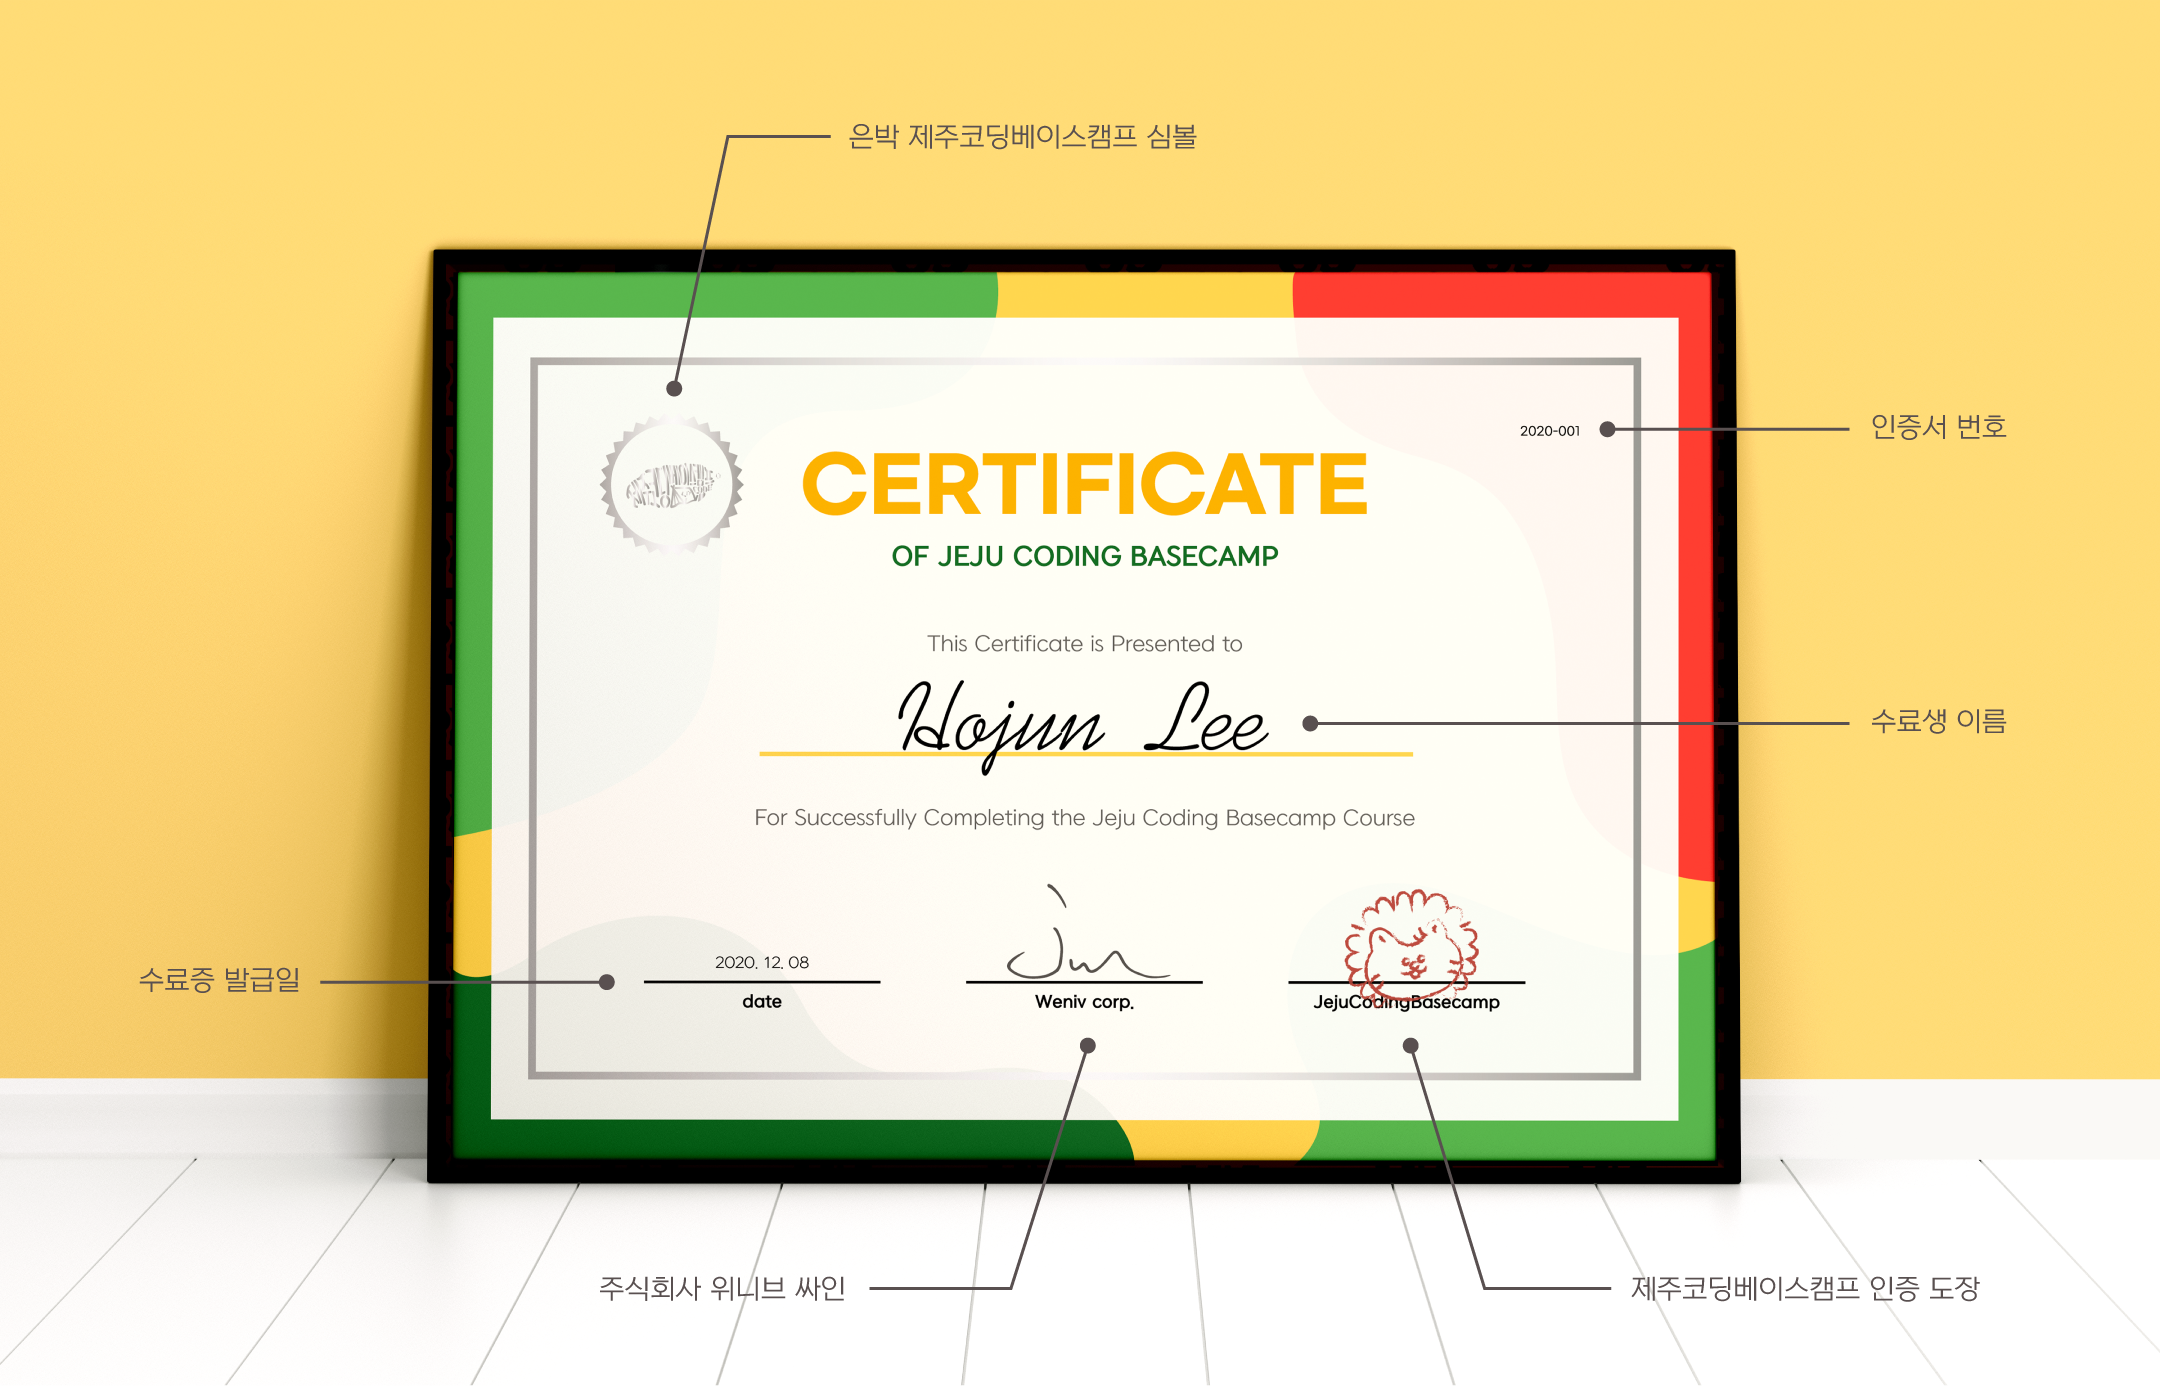 은박 제주코딩베이스캠프 심볼
2020-001
인증서 번호
CERTIFICATE
OF JEJU CODING BASECAMP
This Certificate is Presented to
Hojun Lee
수료생 이름
For Successfully Completing the Jeju Coding Basecamp Course
수료증 발급일
2020. 12. 08
date
Weniv corp.
JejuCodingBasecamp
주식회사 위니브 싸인
제주코딩베이스캠프 인증 도장